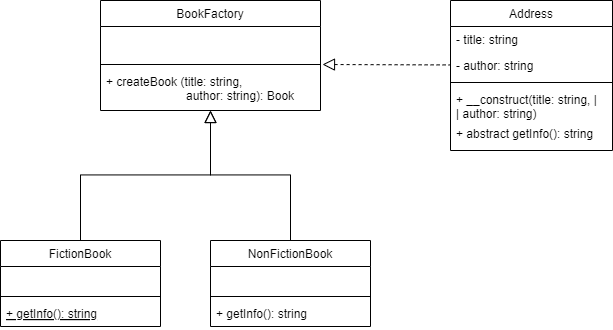 BookFactory
+ createBook (title: string,
author: string): Book
Address
- title: string
- author: string
+ __construct(title: string, |
| author: string)
+ abstract getInfo(): string
FictionBook
+ getInfo(): string
NonFictionBook
+ getInfo(): string